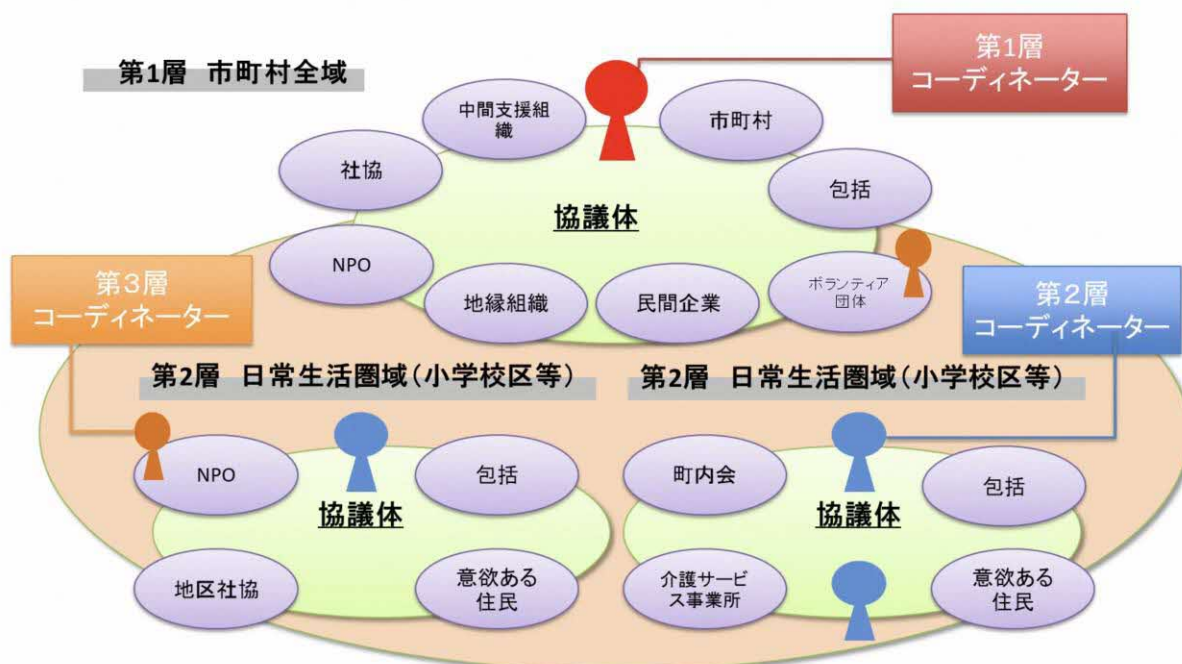 第1層
コーディネーター
第1層 市町村全域
中間支援組
織
市町村
社協
包括
協議体
NPO
ボランティア
団体
地縁組織
民間企業
第3層
コーディネーター
第2層
コーディネーター
第2層 日常生活圏域(小学校区等)
第2層 日常生活圏域(小学校区等)
NPO
包括
協議体
地区社協
意欲ある
住民
町内会
包括
協議体
介護サービ
ス事業所
意欲ある
住民